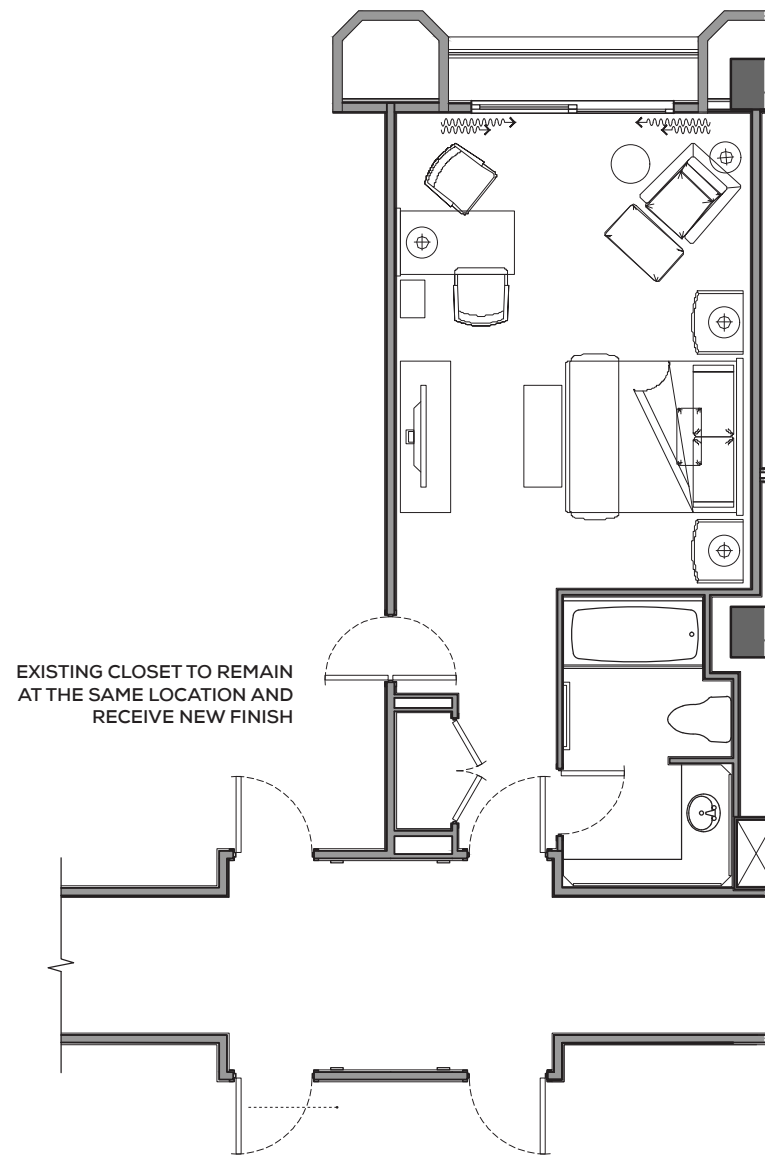 EXISTING CLOSET TO REMAIN
AT THE SAME LOCATION AND
RECEIVE NEW FINISH